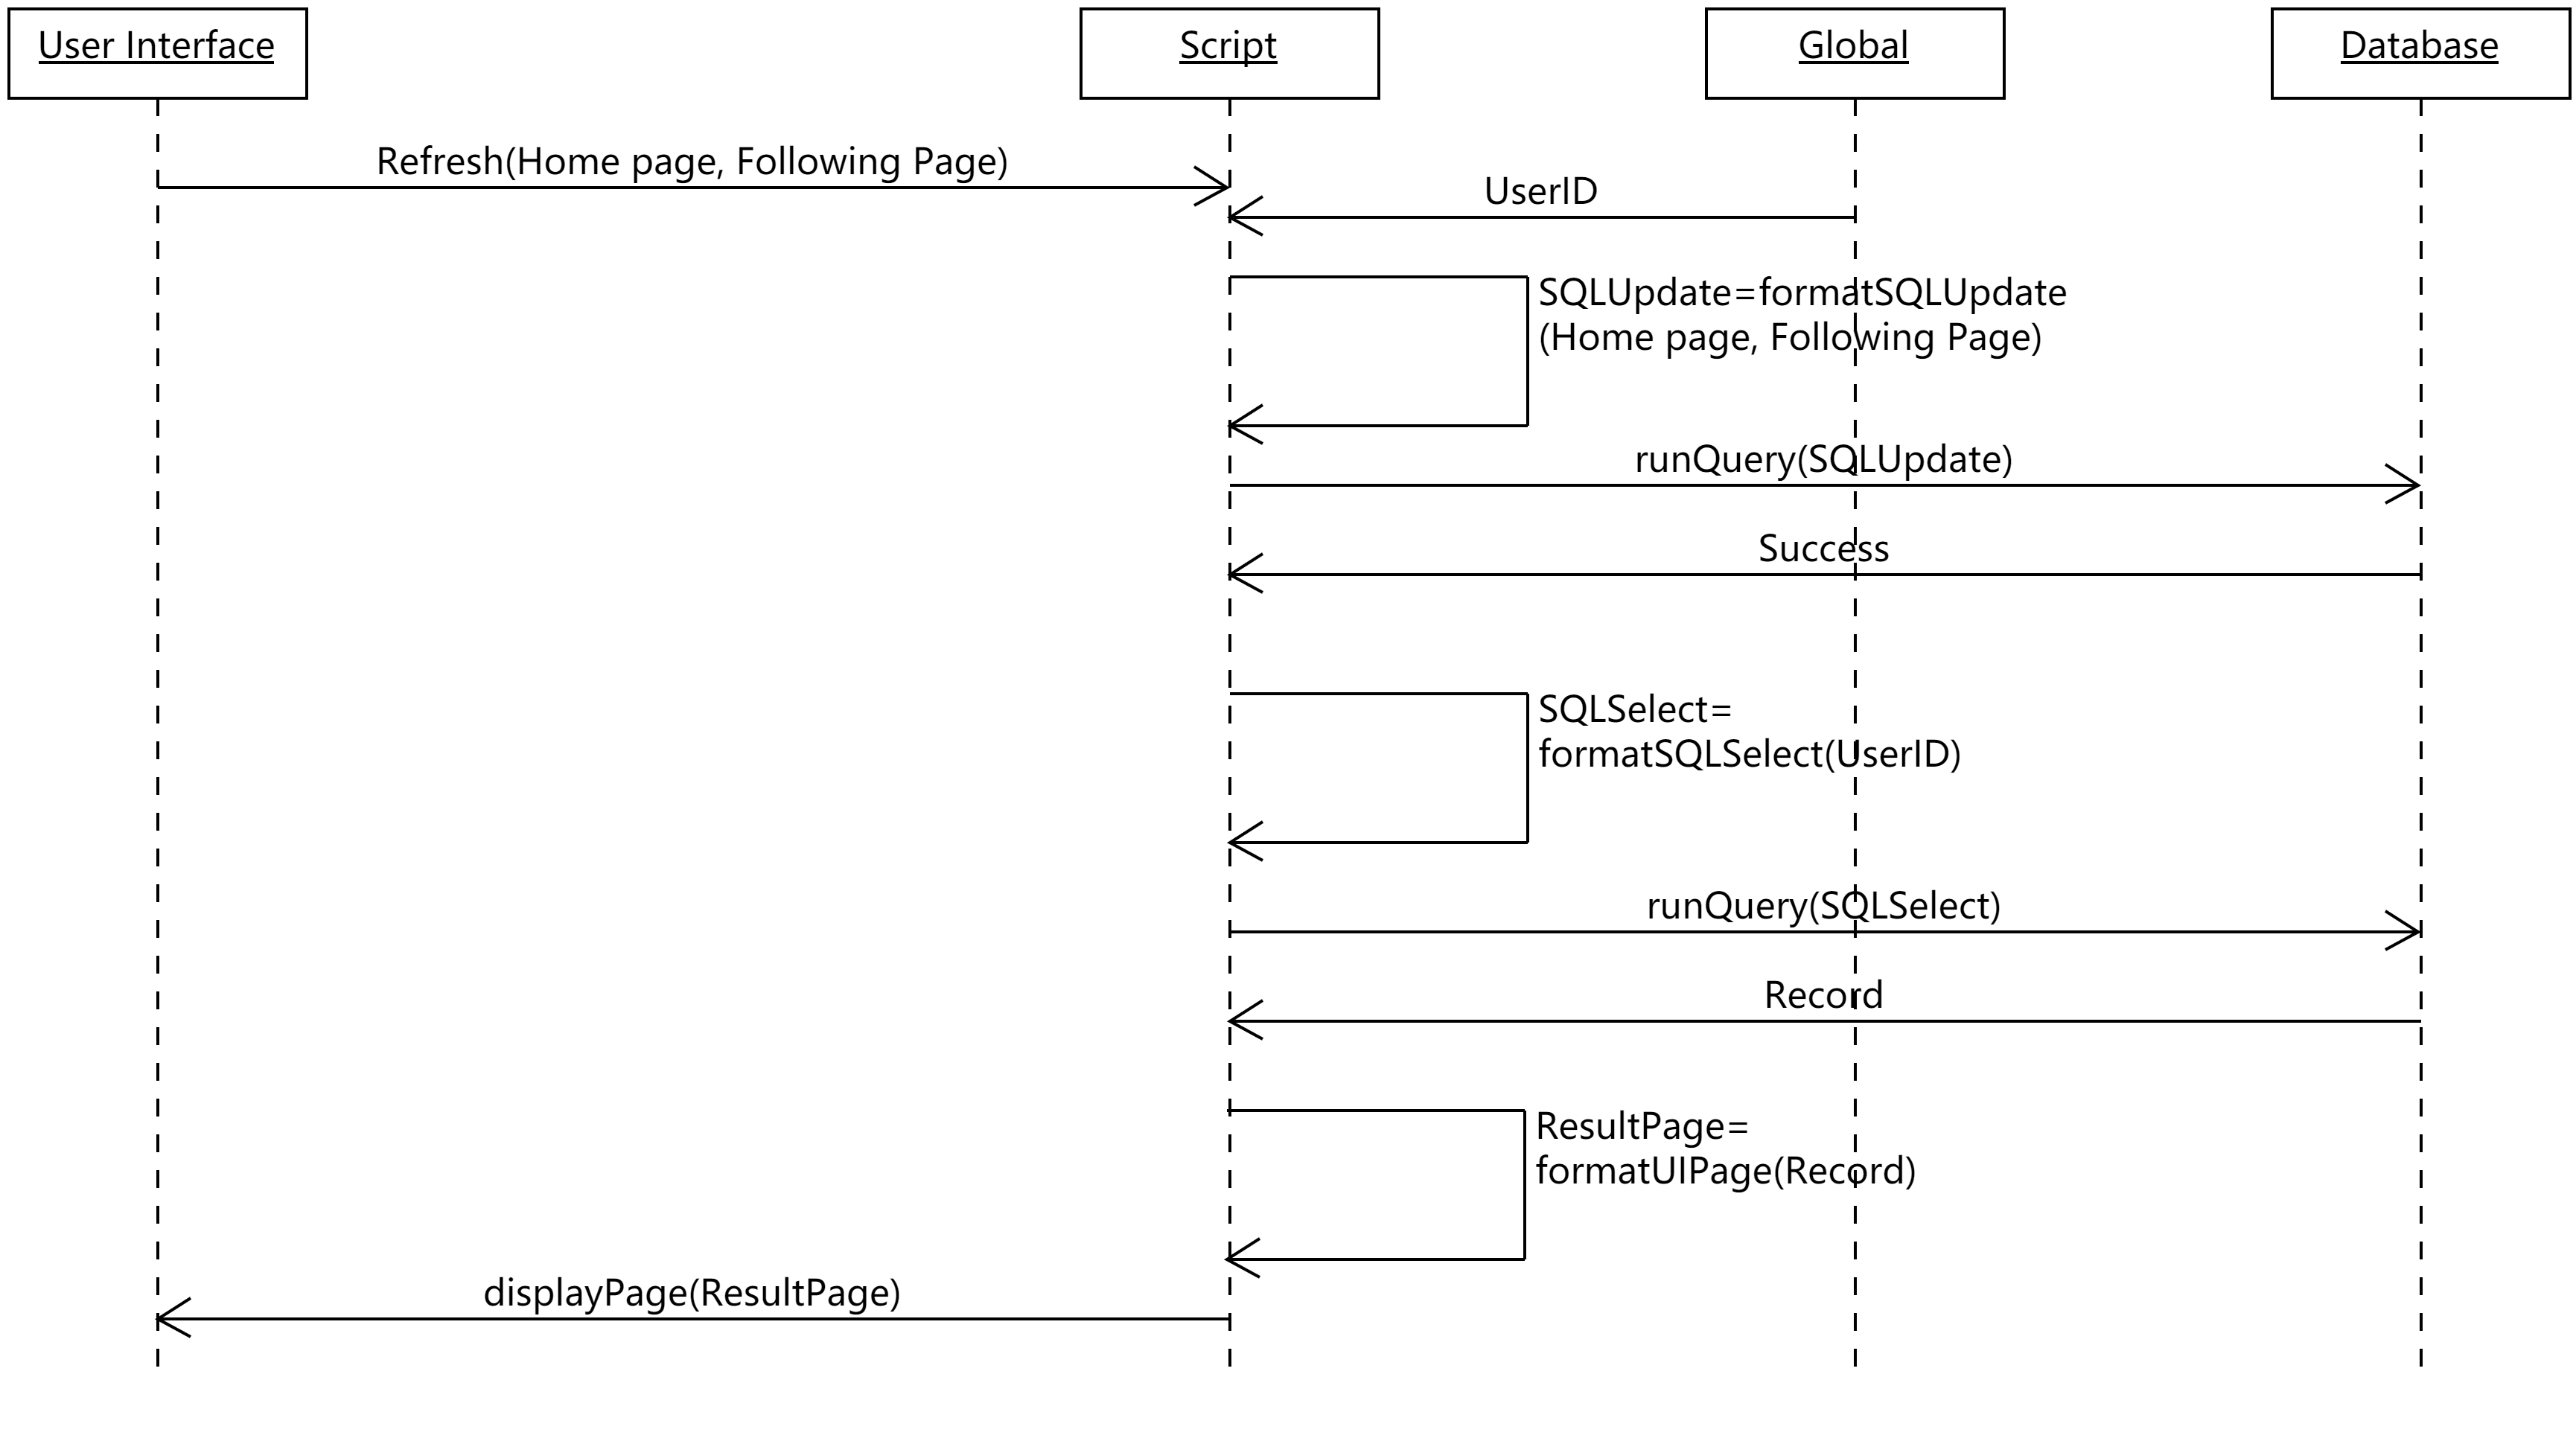 User Interface
Script
Global
Database
Refresh(Home page, Following Page)
UserID
SQLUpdate=formatSQLUpdate
(Home page, Following Page)
runQuery(SQLUpdate)
Success
SQLSelect=
formatSQLSelect(UserID)
runQuery(SQLSelect)
Record
ResultPage=
formatUIPage(Record)
displayPage(ResultPage)